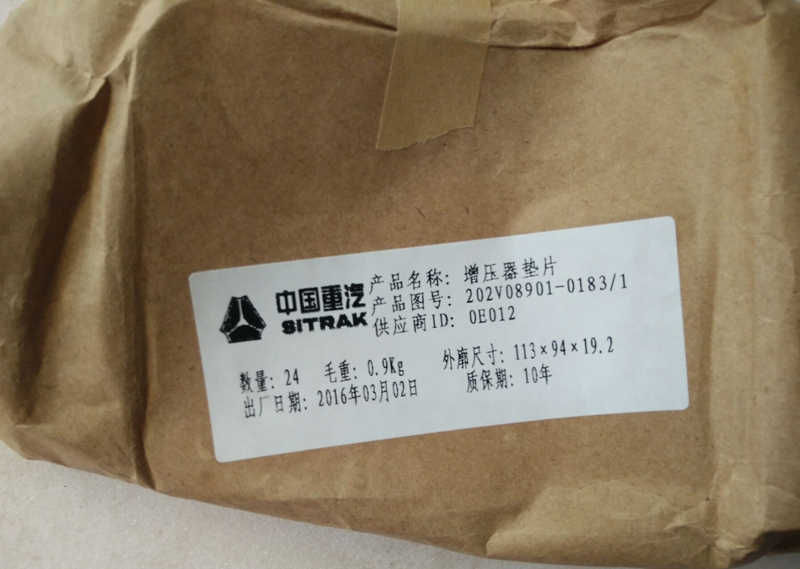 中国重汽
SITRAK
产品名称: 增压器垫片
产品图号: 202V08901-0183/1
供应商ID: 0E012
数量: 24 毛重: 0.9Kg 外廓尺寸: 113×94×19.2
出厂日期: 2016年03月02日 质保期: 10年